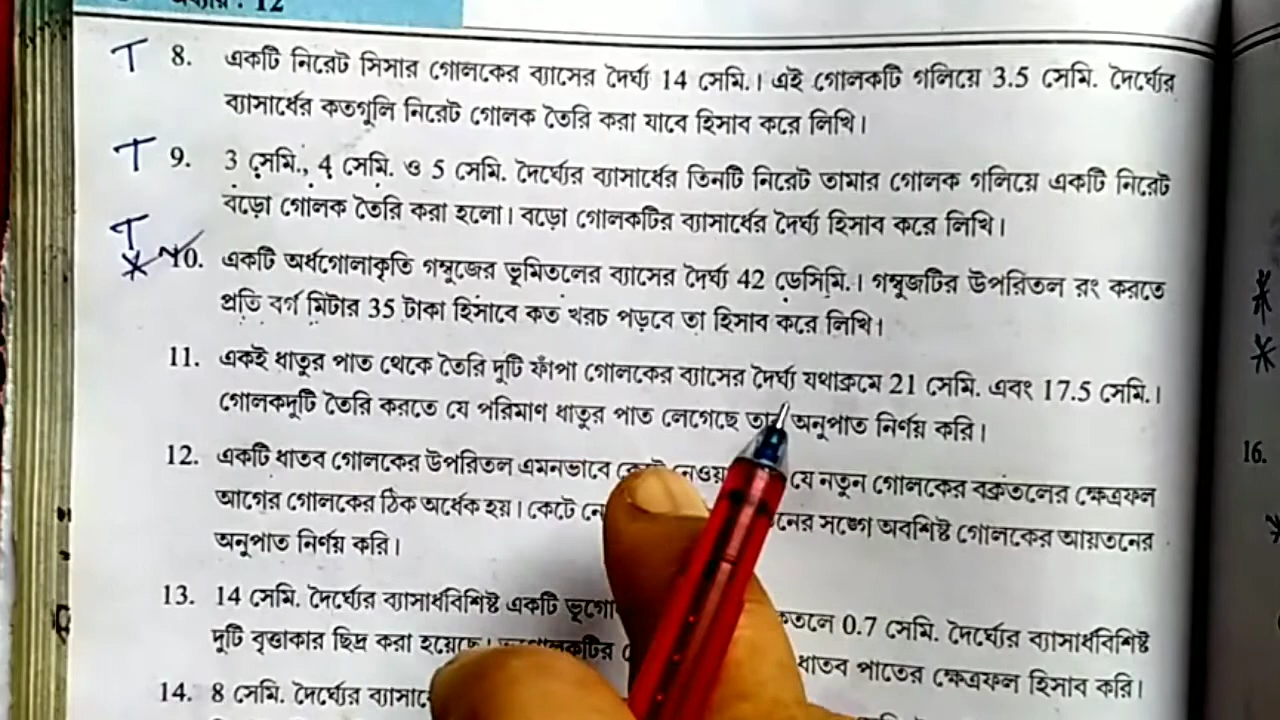 : 12
T 8. একটি নিরেট সিসার গোলকের ব্যাসের দৈর্ঘ্য 14 সেমি.। এই গোলকটি গলিয়ে 3.5 সেমি. দৈর্ঘ্যের
ব্যাসার্ধের কতগুলি নিরেট গোলক তৈরি করা যাবে হিসাব করে লিখি।
T 9. 3 সেমি., 4 সেমি. ও 5 সেমি. দৈর্ঘ্যের ব্যাসার্ধের তিনটি নিরেট তামার গোলক গলিয়ে একটি নিরেট
বড়ো গোলক তৈরি করা হলো। বড়ো গোলকটির ব্যাসার্ধের দৈর্ঘ্য হিসাব করে লিখি।
T
10. একটি অর্ধগোলাকৃতি গম্বুজের ভূমিতলের ব্যাসের দৈর্ঘ্য 42 ডেসিমি.। গম্বুজটির উপরিতল রং করতে
প্রতি বর্গ মিটার 35 টাকা হিসাবে কত খরচ পড়বে তা হিসাব করে লিখি।
11. একই ধাতুর পাত থেকে তৈরি দুটি ফাঁপা গোলকের ব্যাসের দৈর্ঘ্য যথাক্রমে 21 সেমি. এবং 17.5 সেমি.।
গোলকদুটি তৈরি করতে যে পরিমাণ ধাতুর পাত লেগেছে তার অনুপাত নির্ণয় করি।
12. একটি ধাতব গোলকের উপরিতল এমনভাবে যে নতুন গোলকের বক্রতলের ক্ষেত্রফল
আগের গোলকের ঠিক অর্ধেক হয়। কেটে সঙ্গে অবশিষ্ট গোলকের আয়তনের
অনুপাত নির্ণয় করি।
13. 14 সেমি. দৈর্ঘ্যের ব্যাসার্ধবিশিষ্ট একটি 0.7 সেমি. দৈর্ঘ্যের ব্যাসার্ধবিশিষ্ট
দুটি বৃত্তাকার ছিদ্র করা হয়েছে। ধাতব পাতের ক্ষেত্রফল হিসাব করি।
14. 8 সেমি. দৈর্ঘ্যের
16.